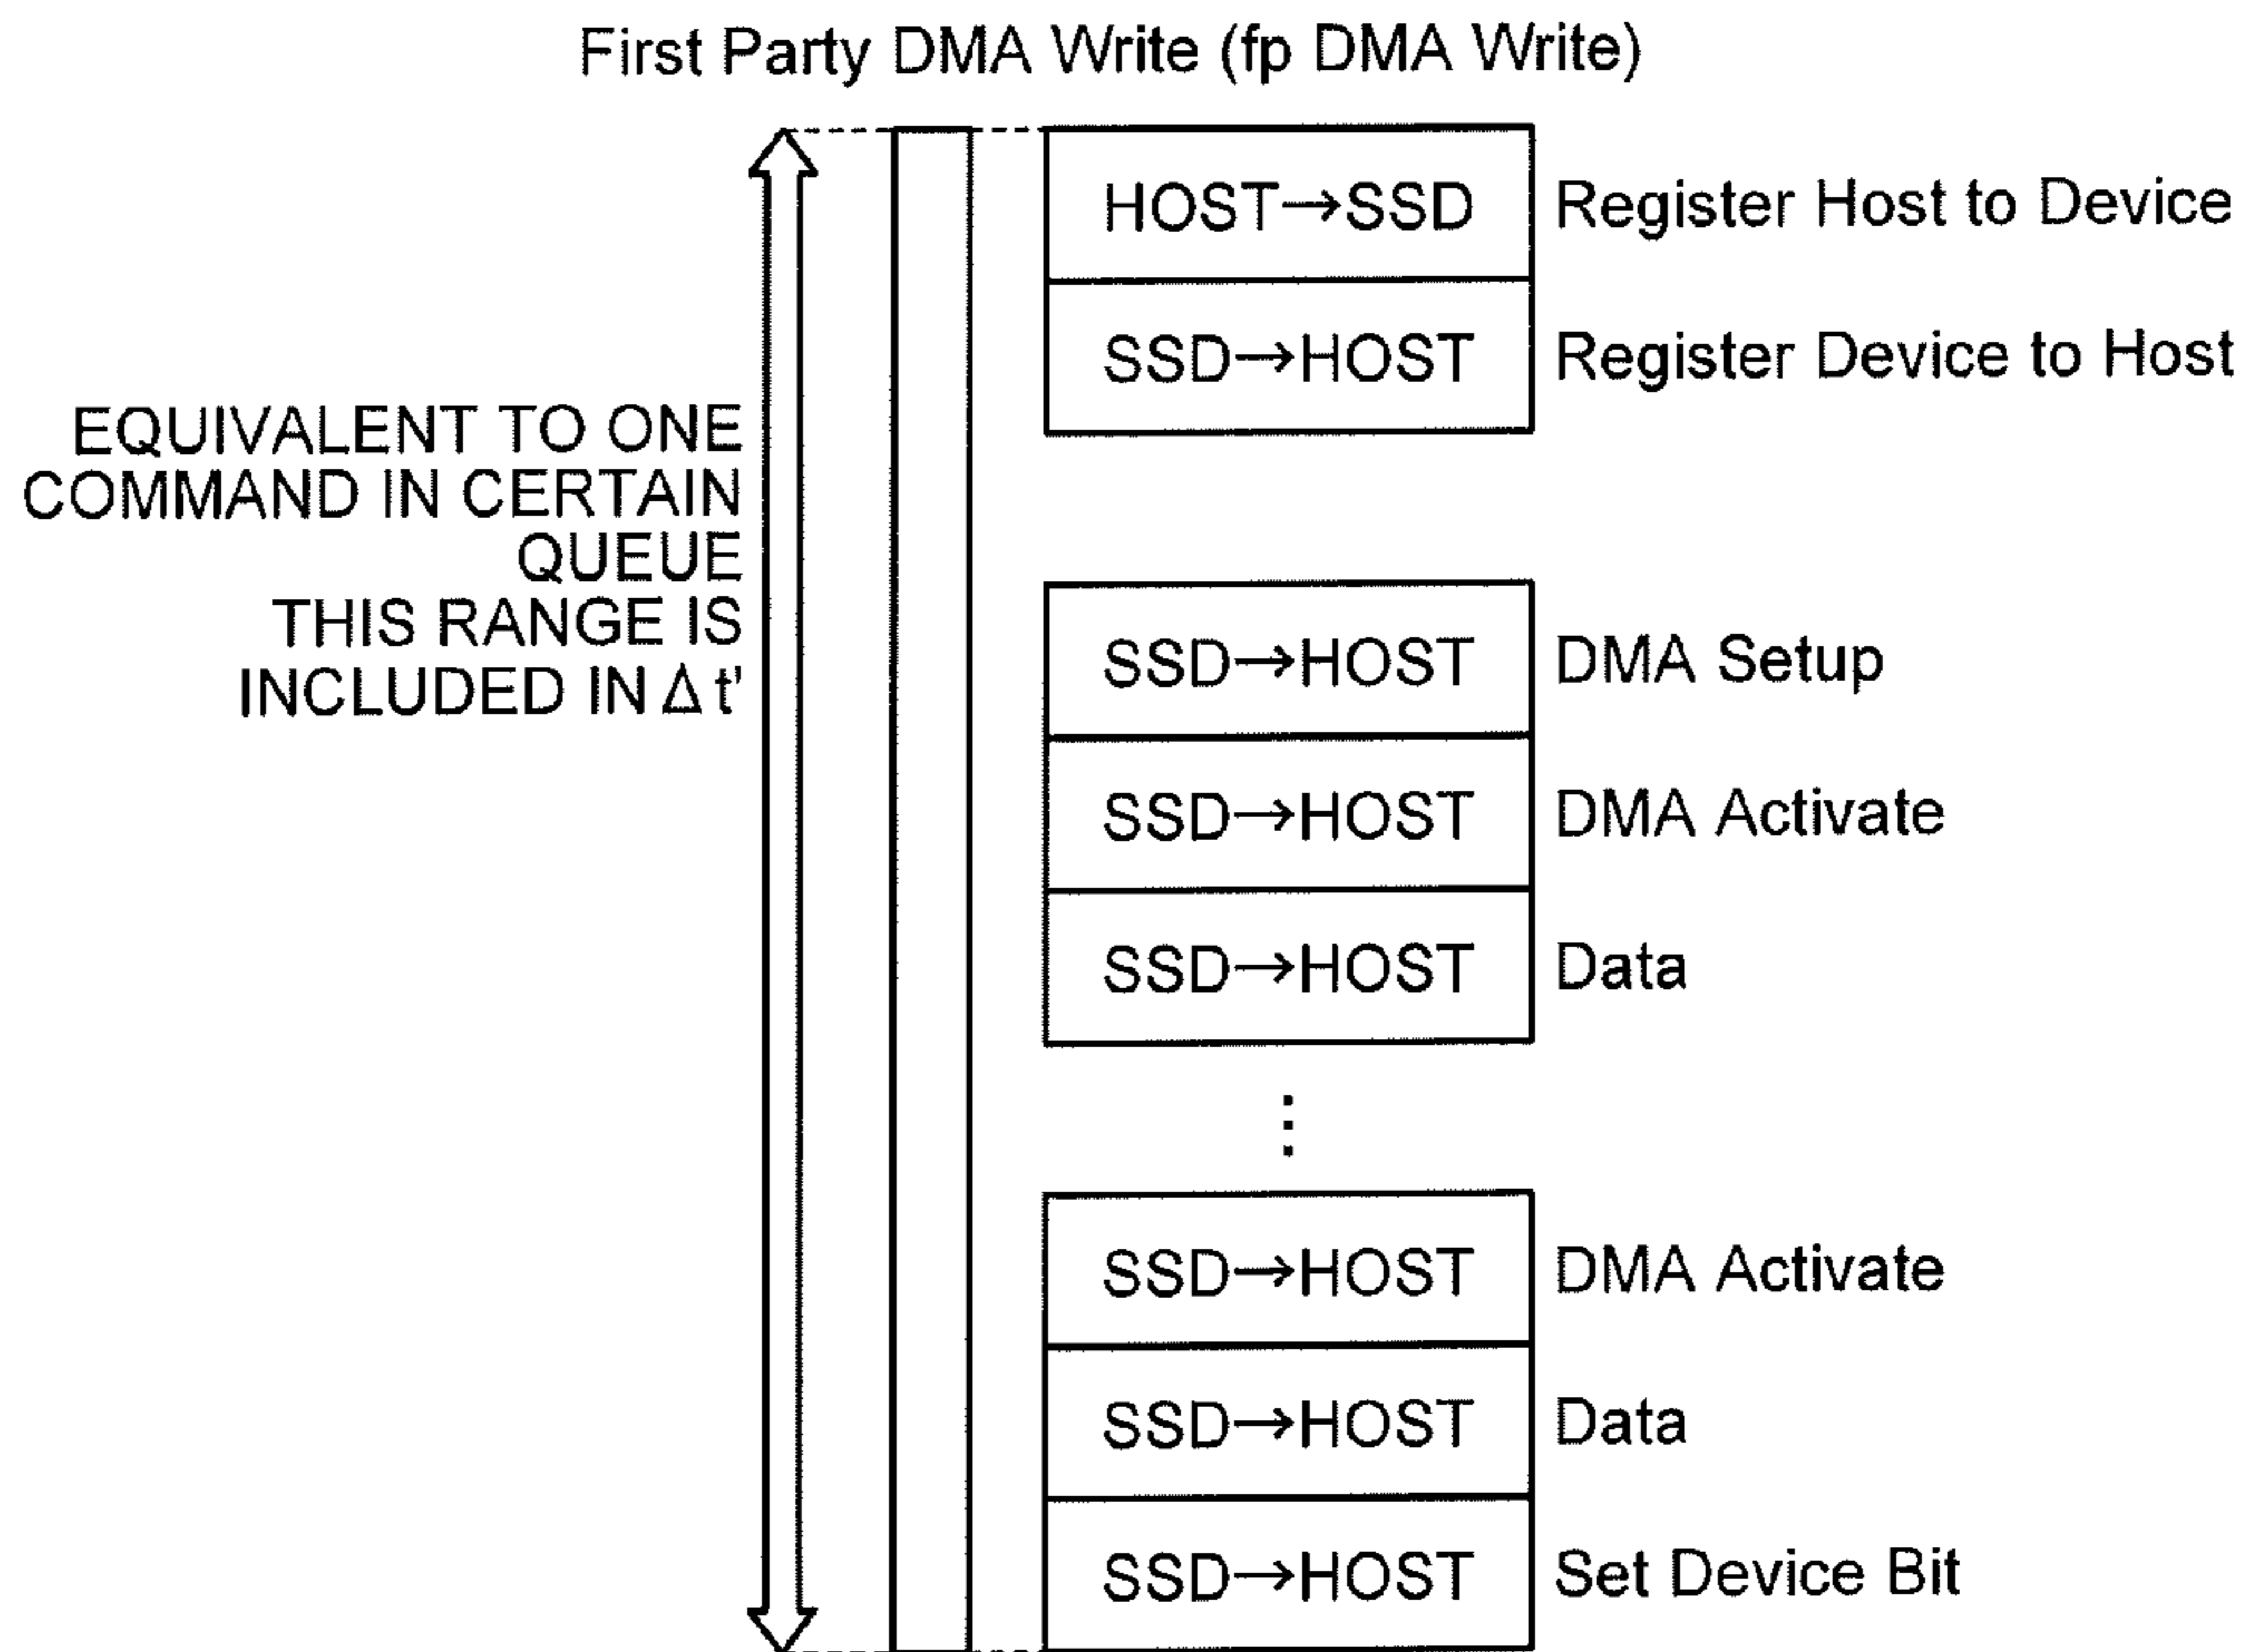 First Party DMA Write (fp DMA Write)
HOST→SSD Register Host to Device
SSD→HOST Register Device to Host
EQUIVALENT TO ONE
COMMAND IN CERTAIN
QUEUE
THIS RANGE IS
INCLUDED IN Δt'
SSD→HOST DMA Setup
SSD→HOST DMA Activate
SSD→HOST Data
⋮
SSD→HOST DMA Activate
SSD→HOST Data
SSD→HOST Set Device Bit